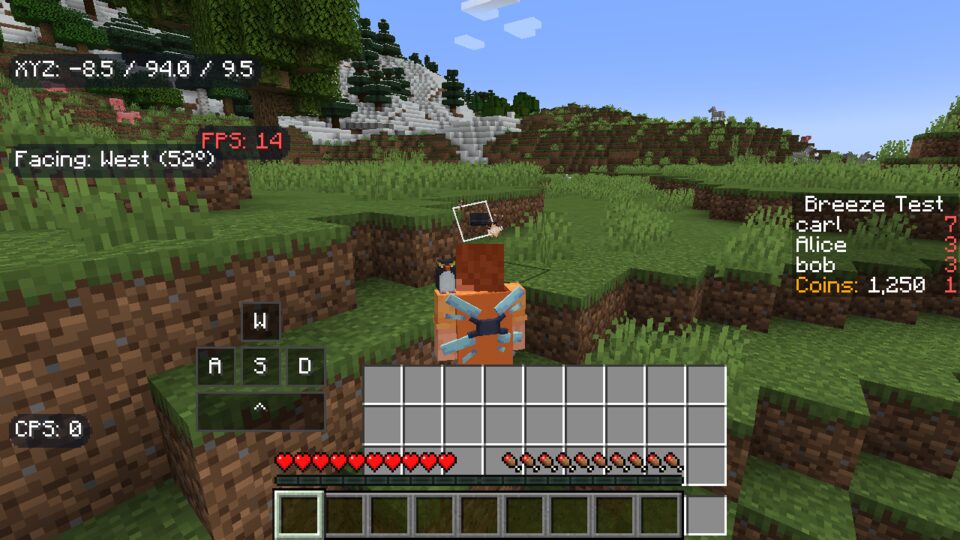 XYZ: -8.5 / 94.0 / 9.5
FPS: 14
Facing: West (52°)
Breeze Test
carl 7
Alice 3
bob 3
Coins: 1,250 1
W
A S D
^
CPS: 0